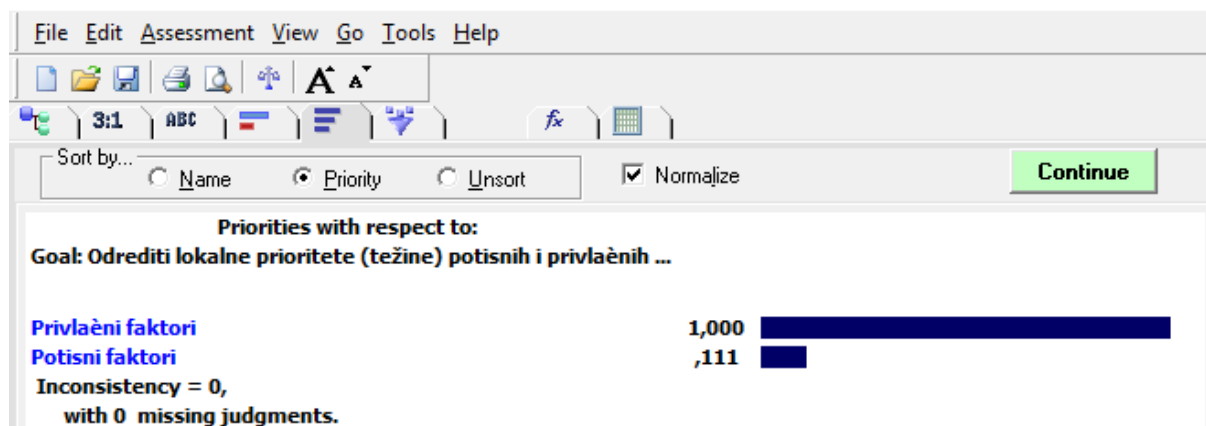 File Edit Assessment View Go Tools Help
A A
3:1 ABC fx
Sort by... Name Priority Unsort Normalize Continue
Priorities with respect to:
Goal: Odrediti lokalne prioritete (težine) potisnih i privlaènih ...
Privlaèni faktori 1,000
Potisni faktori ,111
Inconsistency = 0,
with 0 missing judgments.